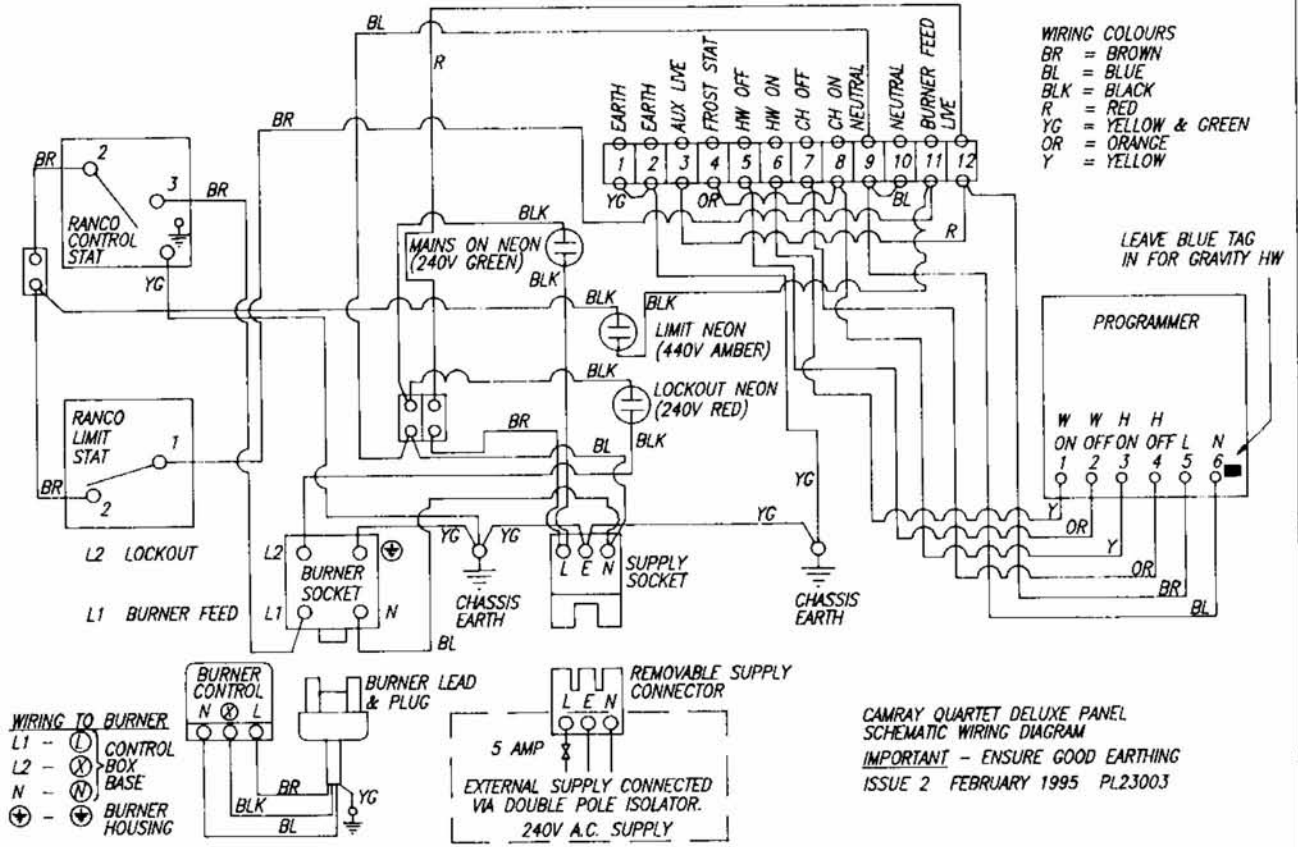 BL
R
BR
WIRING COLOURS
BR = BROWN
BL = BLUE
BLK = BLACK
R = RED
YG = YELLOW & GREEN
OR = ORANGE
Y = YELLOW
EARTH
EARTH
AUX LIVE
FROST STAT
HW OFF
HW ON
CH OFF
CH ON
NEUTRAL
NEUTRAL
BURNER FEED
LIVE
1 2 3 4 5 6 7 8 9 10 11 12
YG
OR
BL
R
BR
2
3
BR
RANCO
CONTROL
STAT
YG
BLK
MAINS ON NEON
(240V GREEN)
BLK
BLK
LIMIT NEON
(440V AMBER)
BLK
LOCKOUT NEON
(240V RED)
BLK
BR
BL
LEAVE BLUE TAG
IN FOR GRAVITY HW
PROGRAMMER
W W H H
ON OFF ON OFF L N
1 2 3 4 5 6
Y
OR
Y
OR
BR
BL
RANCO
LIMIT
STAT
1
BR
2
YG
L2 LOCKOUT
L2
BURNER
SOCKET
L1 BURNER FEED
L1
N
BL
YG
YG
CHASSIS
EARTH
L E N
SUPPLY
SOCKET
YG
CHASSIS
EARTH
BURNER
CONTROL
N X L
BURNER LEAD
& PLUG
BR
BLK
BL
YG
WIRING TO BURNER
L1 - L
L2 - X
N - N
CONTROL
BOX
BASE
- BURNER
HOUSING
REMOVABLE SUPPLY
CONNECTOR
L E N
5 AMP
EXTERNAL SUPPLY CONNECTED
VIA DOUBLE POLE ISOLATOR.
240V A.C. SUPPLY
CAMRAY QUARTET DELUXE PANEL
SCHEMATIC WIRING DIAGRAM
IMPORTANT - ENSURE GOOD EARTHING
ISSUE 2 FEBRUARY 1995 PL23003